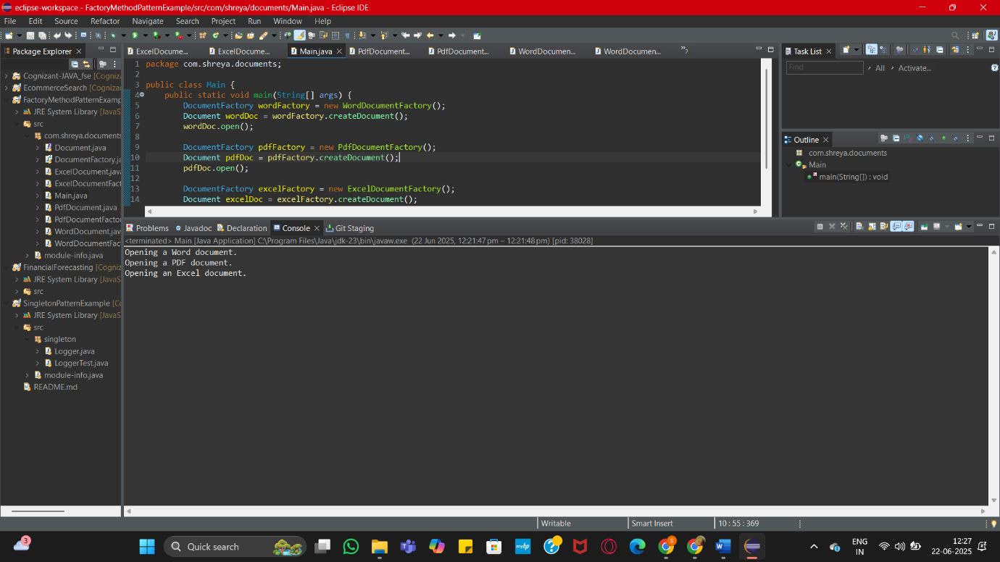 eclipse-workspace - FactoryMethodPatternExample/src/com/shreya/documents/Main.java - Eclipse IDE
File Edit Source Refactor Navigate Search Project Run Window Help
Package Explorer
Cognizant-JAVA_fse [Cogniz
EcommerceSearch [Cogniza
FactoryMethodPatternExamp
JRE System Library [JavaS
src
com.shreya.documents
Document.java
DocumentFactory.ja
ExcelDocument.java
ExcelDocumentFact
Main.java
PdfDocument.java
PdfDocumentFacto
WordDocument.jav
WordDocumentFac
module-info.java
FinancialForecasting [Cogniz
JRE System Library [JavaS
src
SingletonPatternExample [Co
JRE System Library [JavaS
src
singleton
Logger.java
LoggerTest.java
module-info.java
README.md
ExcelDocume... ExcelDocume... Main.java PdfDocument... PdfDocument... WordDocumen... WordDocumen... »7
1 package com.shreya.documents;
2
3 public class Main {
4 public static void main(String[] args) {
5 DocumentFactory wordFactory = new WordDocumentFactory();
6 Document wordDoc = wordFactory.createDocument();
7 wordDoc.open();
8
9 DocumentFactory pdfFactory = new PdfDocumentFactory();
10 Document pdfDoc = pdfFactory.createDocument();
11 pdfDoc.open();
12
13 DocumentFactory excelFactory = new ExcelDocumentFactory();
14 Document excelDoc = excelFactory.createDocument();
Task List
Find All Activate...
Outline
com.shreya.documents
Main
main(String[]) : void
Problems Javadoc Declaration Console Git Staging
<terminated> Main [Java Application] C:\Program Files\Java\jdk-23\bin\javaw.exe (22 Jun 2025, 12:21:47 pm – 12:21:48 pm) [pid: 38028]
Opening a Word document.
Opening a PDF document.
Opening an Excel document.
Writable Smart Insert 10 : 55 : 369
3
Quick search
myhp
S
ENG
IN
12:27
22-06-2025